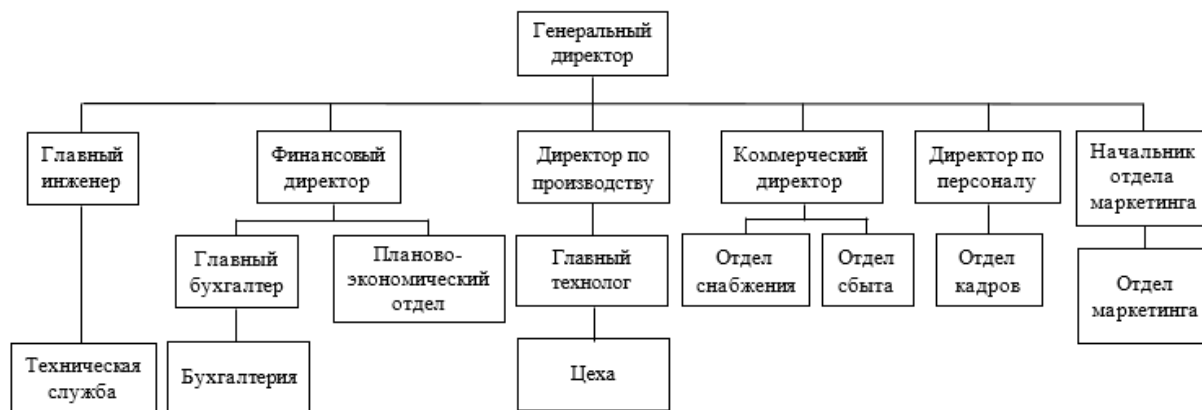 Генеральный
директор
Главный
инженер
Финансовый
директор
Директор по
производству
Коммерческий
директор
Директор по
персоналу
Начальник
отдела
маркетинга
Главный
бухгалтер
Планово-
экономический
отдел
Главный
технолог
Отдел
снабжения
Отдел
сбыта
Отдел
кадров
Отдел
маркетинга
Техническая
служба
Бухгалтерия
Цеха